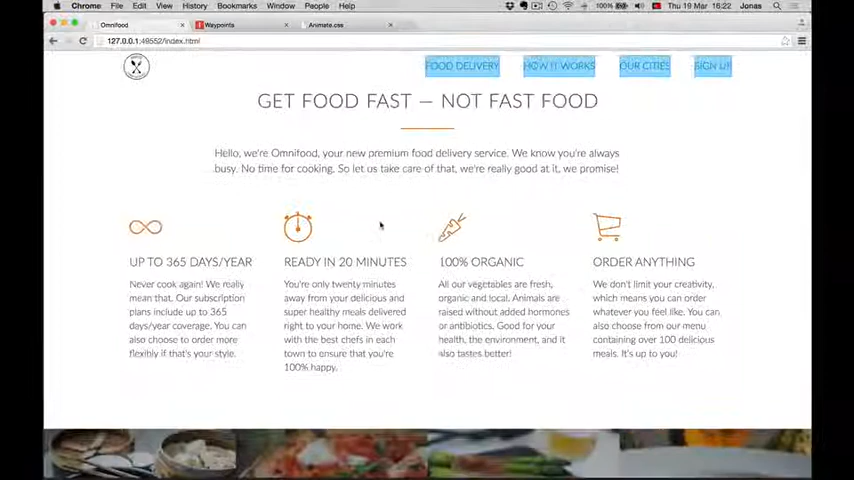 Chrome File Edit View History Bookmarks Window People Help 100% Thu 19 Mar 16:22 Jonas
Omnifood Waypoints Animate.css
127.0.0.1:49552/index.html
FOOD DELIVERY HOW IT WORKS OUR CITIES SIGN UP
GET FOOD FAST — NOT FAST FOOD
Hello, we're Omnifood, your new premium food delivery service. We know you're always
busy. No time for cooking. So let us take care of that, we're really good at it, we promise!
UP TO 365 DAYS/YEAR
Never cook again! We really
mean that. Our subscription
plans include up to 365
days/year coverage. You can
also choose to order more
flexibly if that's your style.
READY IN 20 MINUTES
You're only twenty minutes
away from your delicious and
super healthy meals delivered
right to your home. We work
with the best chefs in each
town to ensure that you're
100% happy.
100% ORGANIC
All our vegetables are fresh,
organic and local. Animals are
raised without added hormones
or antibiotics. Good for your
health, the environment, and it
also tastes better!
ORDER ANYTHING
We don't limit your creativity,
which means you can order
whatever you feel like. You can
also choose from our menu
containing over 100 delicious
meals. It's up to you!